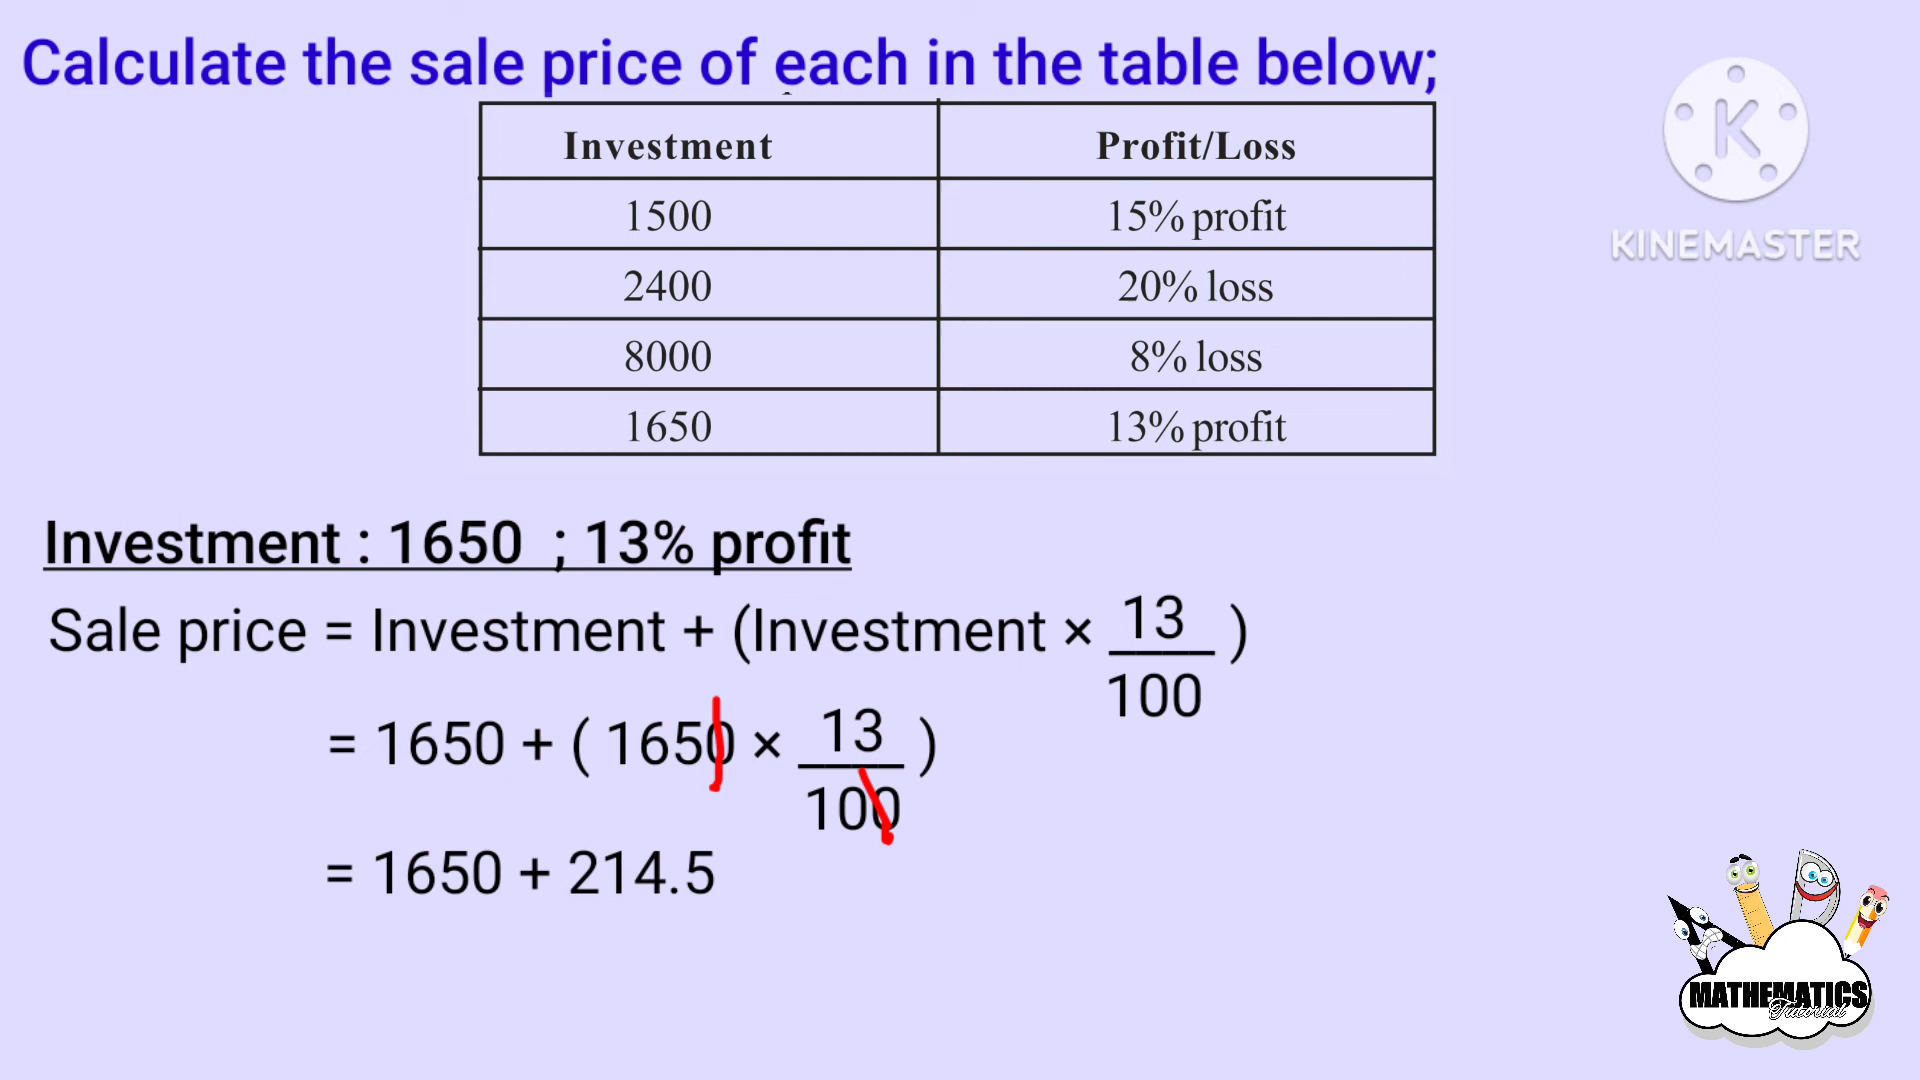 Calculate the sale price of each in the table below;
K
KINEMASTER
Investment Profit/Loss
1500 15% profit
2400 20% loss
8000 8% loss
1650 13% profit
Investment : 1650 ; 13% profit
Sale price = Investment + (Investment × 13/100 )
= 1650 + ( 1650 × 13/100 )
= 1650 + 214.5
MATHEMATICS
Tutorial